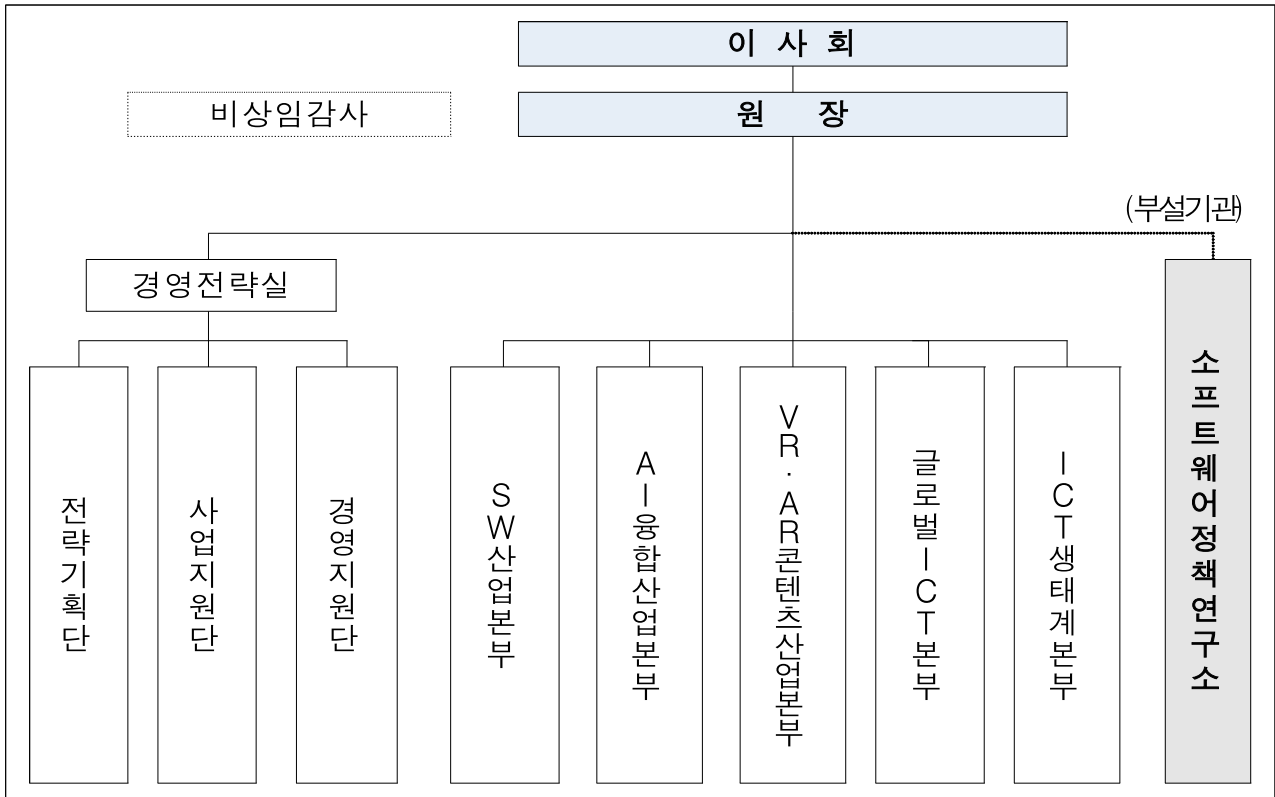 이 사 회
비상임감사
원 장
(부설기관)
경영전략실
전략기획단
사업지원단
경영지원단
SW산업본부
AI융합산업본부
VR·AR콘텐츠산업본부
글로벌ICT본부
ICT생태계본부
소프트웨어정책연구소